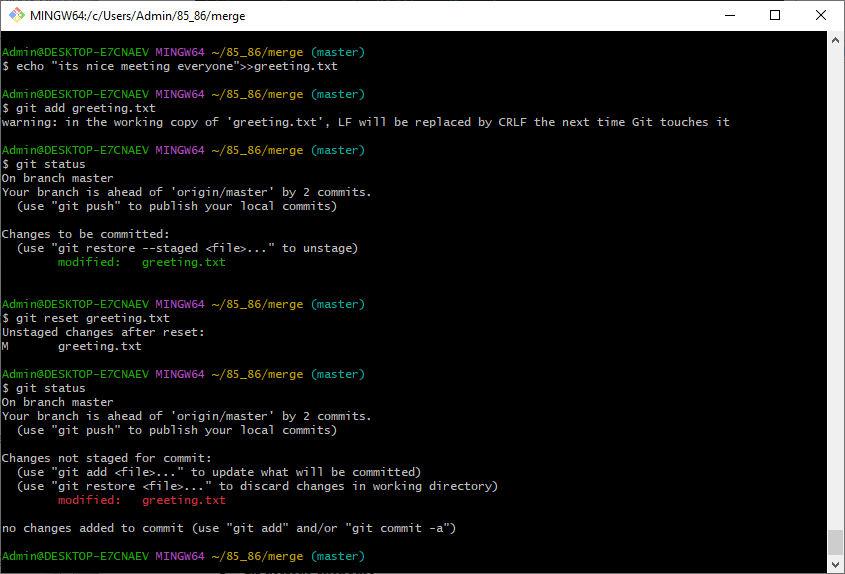 MINGW64:/c/Users/Admin/85_86/merge
Admin@DESKTOP-E7CNAEV MINGW64 ~/85_86/merge (master)
$ echo "its nice meeting everyone">>greeting.txt
Admin@DESKTOP-E7CNAEV MINGW64 ~/85_86/merge (master)
$ git add greeting.txt
warning: in the working copy of 'greeting.txt', LF will be replaced by CRLF the next time Git touches it
Admin@DESKTOP-E7CNAEV MINGW64 ~/85_86/merge (master)
$ git status
On branch master
Your branch is ahead of 'origin/master' by 2 commits.
  (use "git push" to publish your local commits)
Changes to be committed:
  (use "git restore --staged <file>..." to unstage)
        modified:   greeting.txt
Admin@DESKTOP-E7CNAEV MINGW64 ~/85_86/merge (master)
$ git reset greeting.txt
Unstaged changes after reset:
M       greeting.txt
Admin@DESKTOP-E7CNAEV MINGW64 ~/85_86/merge (master)
$ git status
On branch master
Your branch is ahead of 'origin/master' by 2 commits.
  (use "git push" to publish your local commits)
Changes not staged for commit:
  (use "git add <file>..." to update what will be committed)
  (use "git restore <file>..." to discard changes in working directory)
        modified:   greeting.txt
no changes added to commit (use "git add" and/or "git commit -a")
Admin@DESKTOP-E7CNAEV MINGW64 ~/85_86/merge (master)